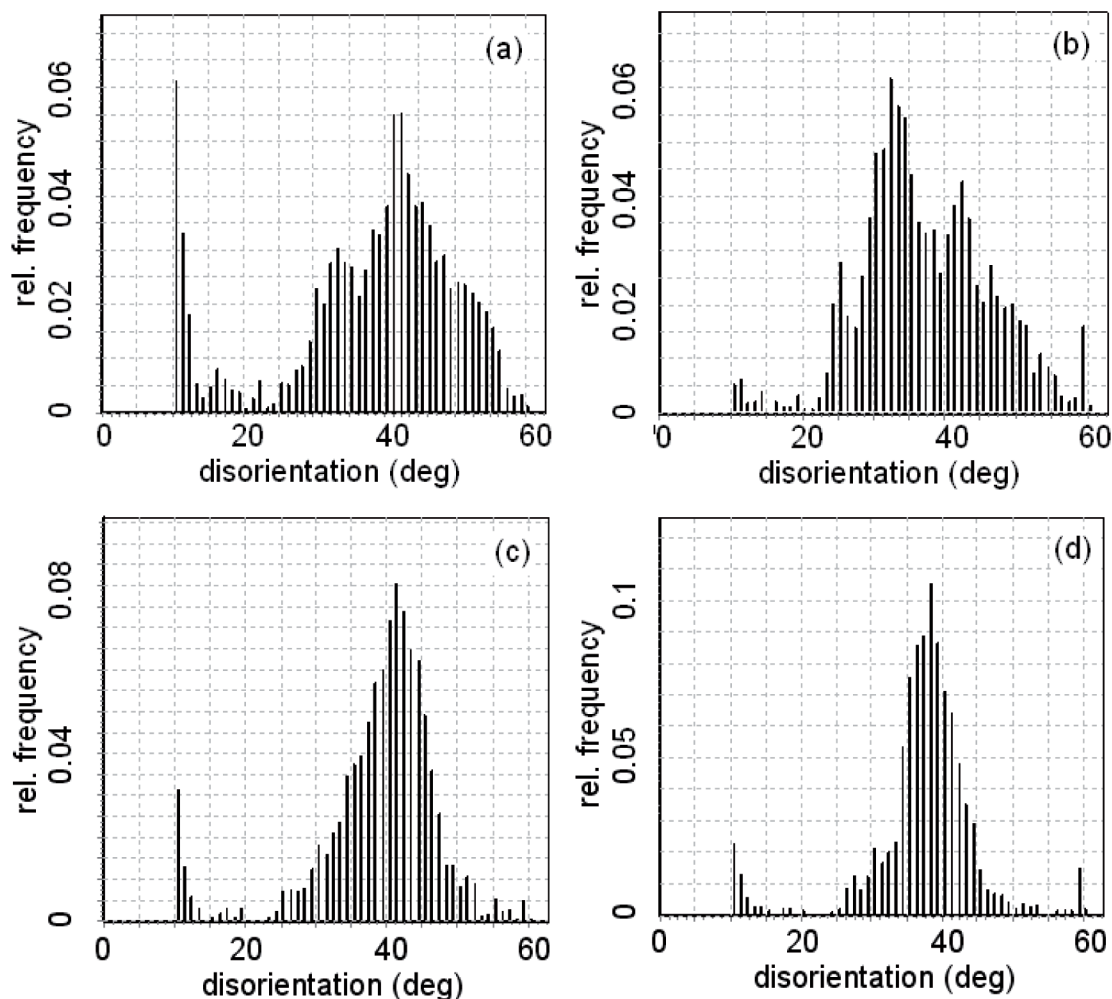 (a)
rel. frequency
0 0.02 0.04 0.06
0 20 40 60
disorientation (deg)
(b)
rel. frequency
0 0.02 0.04 0.06
0 20 40 60
disorientation (deg)
(c)
rel. frequency
0 0.04 0.08
0 20 40 60
disorientation (deg)
(d)
rel. frequency
0 0.05 0.1
0 20 40 60
disorientation (deg)